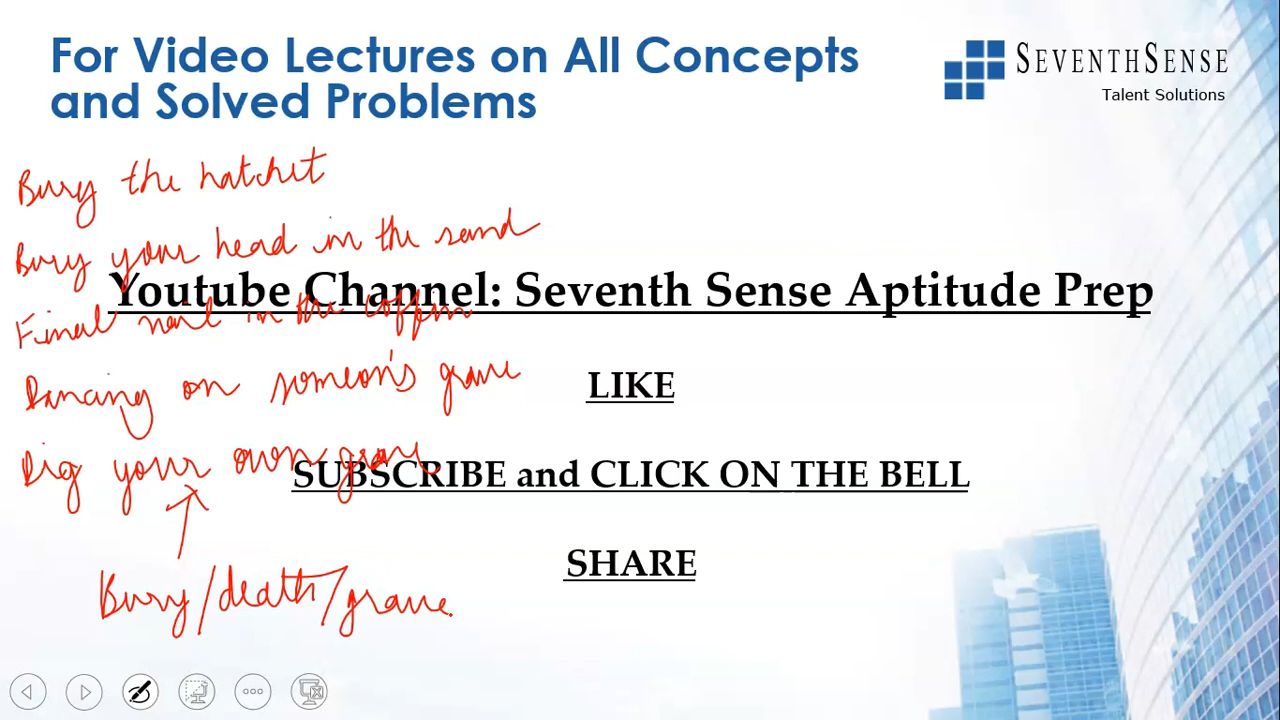 For Video Lectures on All Concepts
and Solved Problems
SEVENTHSENSE
Talent Solutions
Bury the hatchet
Bury your head in the sand
Youtube Channel: Seventh Sense Aptitude Prep
Final nail in the coffin
LIKE
Dancing on someon's grave
Dig your own grave
SUBSCRIBE and CLICK ON THE BELL
SHARE
Bury/death/grave